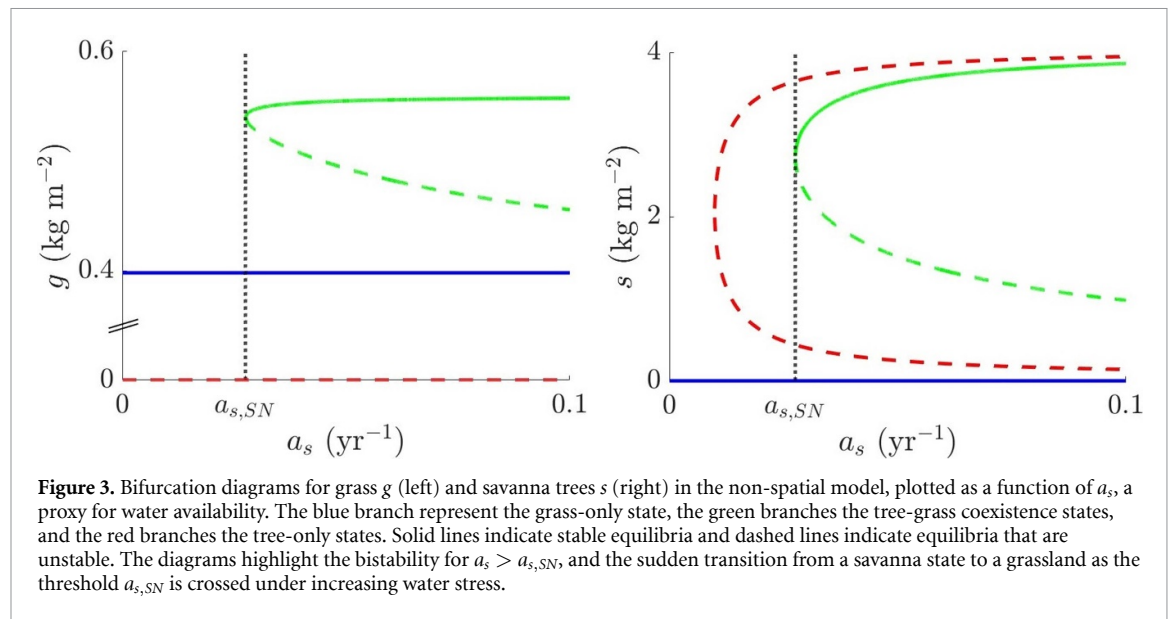 0.6
0.4
0
g (kg m−2)
0
a_{s,SN}
0.1
a_s (yr−1)
4
2
0
s (kg m−2)
0
a_{s,SN}
0.1
a_s (yr−1)
Figure 3. Bifurcation diagrams for grass g (left) and savanna trees s (right) in the non-spatial model, plotted as a function of a_s, a
proxy for water availability. The blue branch represent the grass-only state, the green branches the tree-grass coexistence states,
and the red branches the tree-only states. Solid lines indicate stable equilibria and dashed lines indicate equilibria that are
unstable. The diagrams highlight the bistability for a_s > a_{s,SN}, and the sudden transition from a savanna state to a grassland as the
threshold a_{s,SN} is crossed under increasing water stress.